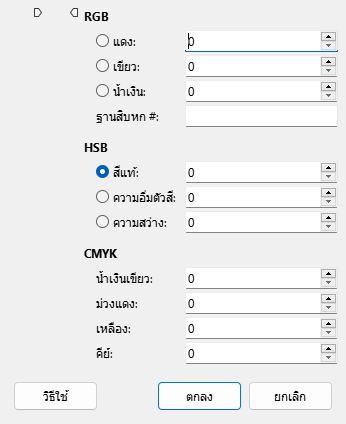 RGB
แดง: 0
เขียว: 0
น้ำเงิน: 0
ฐานสิบหก #:
HSB
สีแท้: 0
ความอิ่มตัวสี: 0
ความสว่าง: 0
CMYK
น้ำเงินเขียว: 0
ม่วงแดง: 0
เหลือง: 0
คีย์: 0
วิธีใช้ ตกลง ยกเลิก